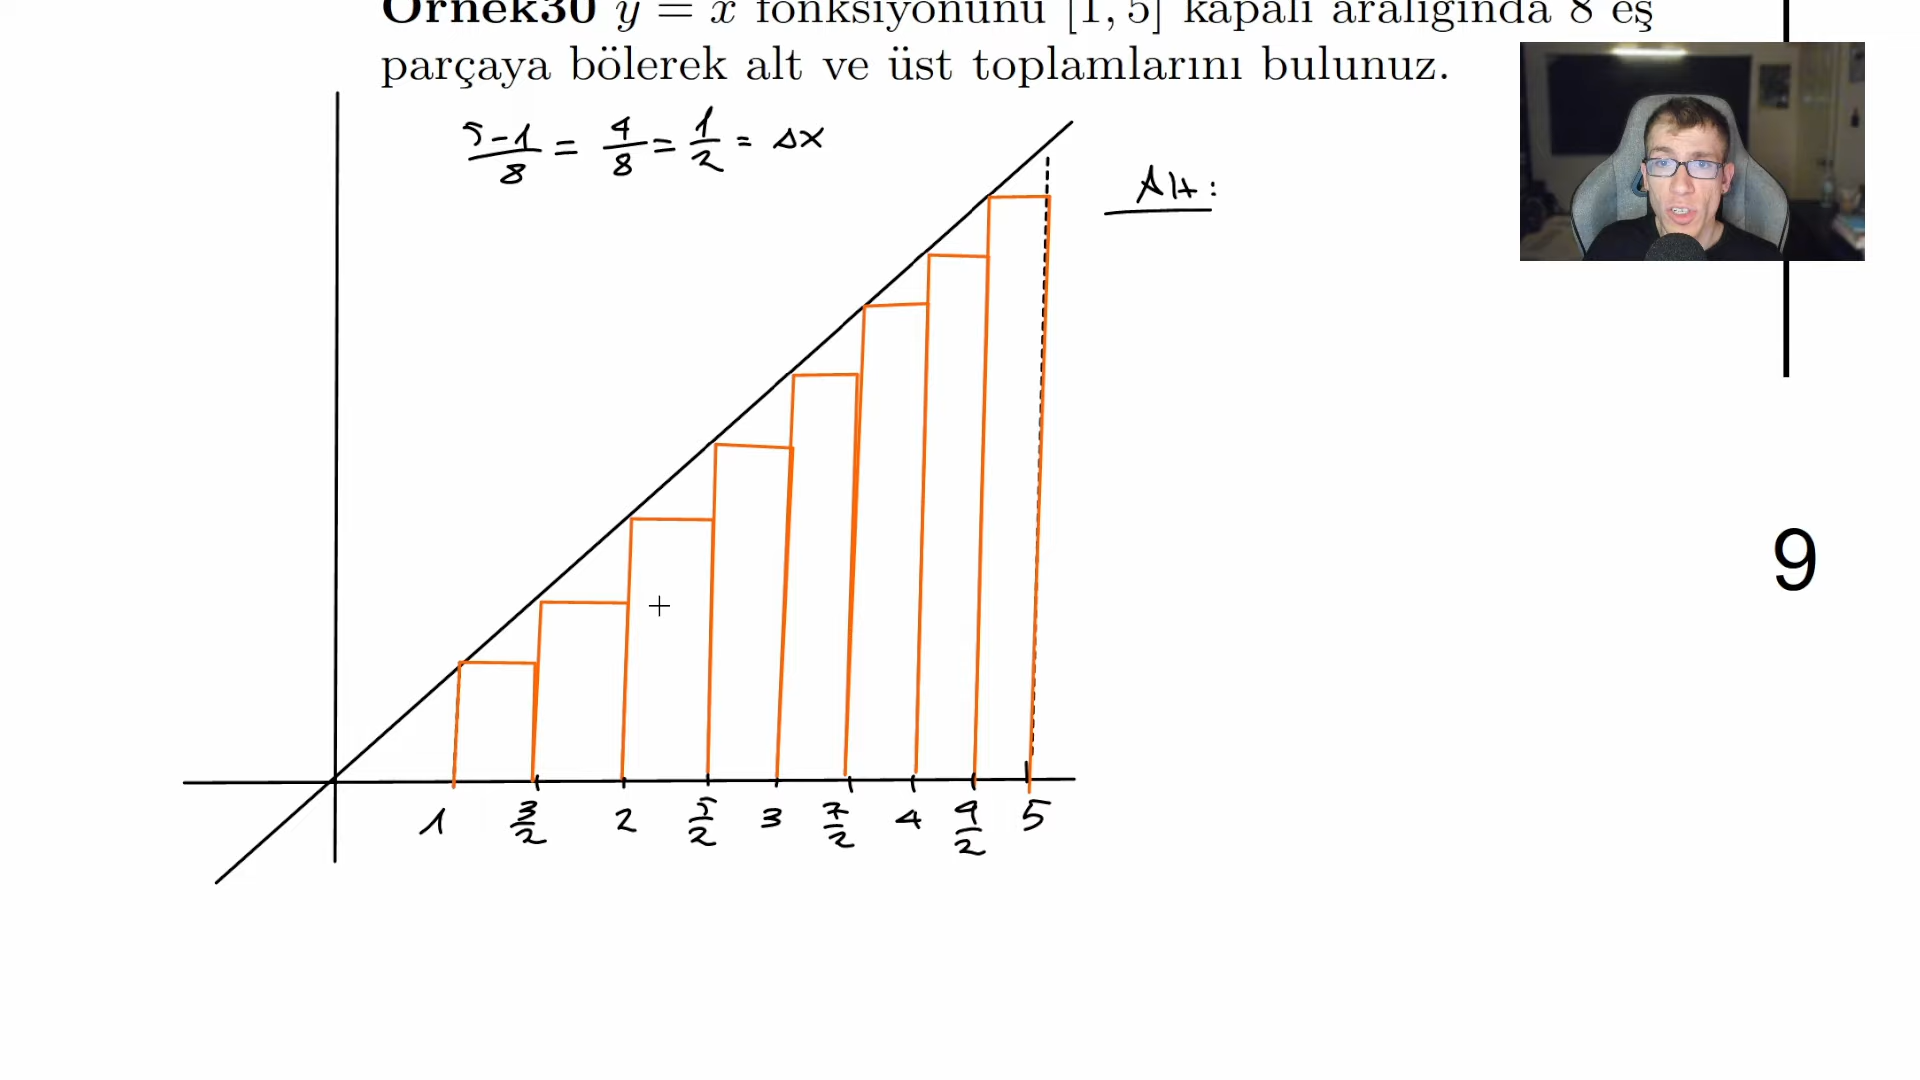 Örnek30 y = x fonksiyonunu [1, 5] kapalı aralığında 8 eş
parçaya bölerek alt ve üst toplamlarını bulunuz.
5-1/8 = 4/8 = 1/2 = Δx
Alt:
9
1 3/2 2 5/2 3 7/2 4 9/2 5